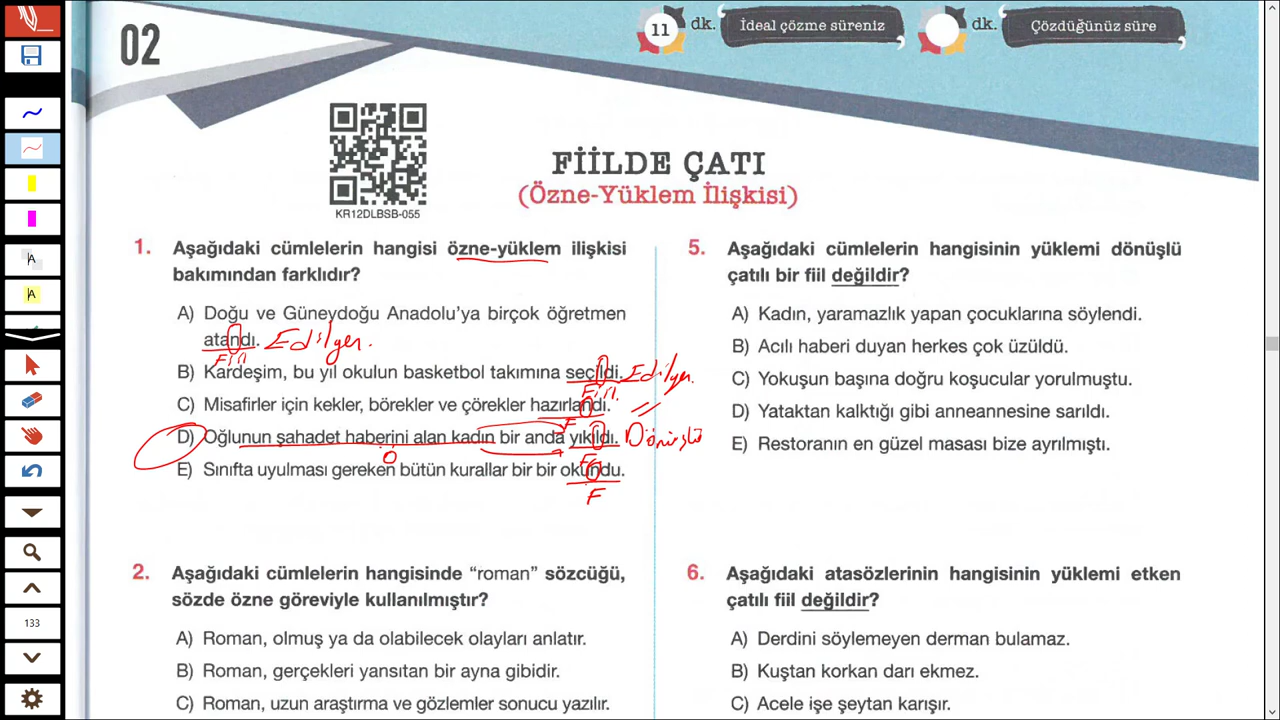 02
11
dk.
İdeal çözme süreniz
dk.
Çözdüğünüz süre
KR12DLBSB-055
FİİLDE ÇATI
(Özne-Yüklem İlişkisi)
1. Aşağıdaki cümlelerin hangisi özne-yüklem ilişkisi
bakımından farklıdır?
A) Doğu ve Güneydoğu Anadolu'ya birçok öğretmen
atandı. Edilgen.
Fiil
B) Kardeşim, bu yıl okulun basketbol takımına seçildi. Edilgen.
Fiil.
C) Misafirler için kekler, börekler ve çörekler hazırlandı. //
F
D) Oğlunun şahadet haberini alan kadın bir anda yıkıldı. Dönüşlü
Ö
F
E) Sınıfta uyulması gereken bütün kurallar bir bir okundu.
F
2. Aşağıdaki cümlelerin hangisinde “roman” sözcüğü,
sözde özne göreviyle kullanılmıştır?
A) Roman, olmuş ya da olabilecek olayları anlatır.
B) Roman, gerçekleri yansıtan bir ayna gibidir.
C) Roman, uzun araştırma ve gözlemler sonucu yazılır.
5. Aşağıdaki cümlelerin hangisinin yüklemi dönüşlü
çatılı bir fiil değildir?
A) Kadın, yaramazlık yapan çocuklarına söylendi.
B) Acılı haberi duyan herkes çok üzüldü.
C) Yokuşun başına doğru koşucular yorulmuştu.
D) Yataktan kalktığı gibi anneannesine sarıldı.
E) Restoranın en güzel masası bize ayrılmıştı.
6. Aşağıdaki atasözlerinin hangisinin yüklemi etken
çatılı fiil değildir?
A) Derdini söylemeyen derman bulamaz.
B) Kuştan korkan darı ekmez.
C) Acele işe şeytan karışır.
A
A
133